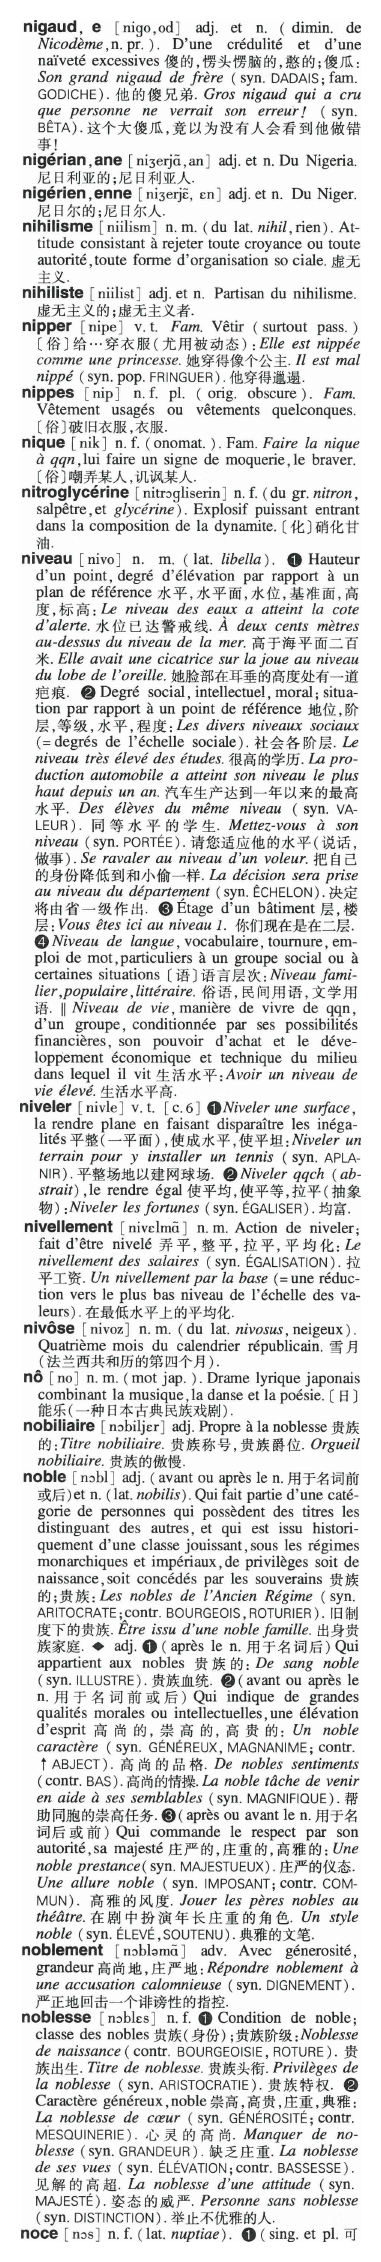 nigaud, e [nigo,od] adj. et n. (dimin. de
Nicodème,n. pr.). D'une crédulité et d'une
naïveté excessives 傻的,愣头愣脑的,憨的;傻瓜:
Son grand nigaud de frère (syn. DADAIS; fam.
GODICHE). 他的傻兄弟. Gros nigaud qui a cru
que personne ne verrait son erreur! (syn.
BÊTA).这个大傻瓜,竟以为没有人会看到他做错
事!
nigérian,ane [niʒerjɑ̃,an] adj. et n. Du Nigeria.
尼日利亚的;尼日利亚人.
nigérien,enne [niʒerjɛ̃, ɛn] adj. et n. Du Niger.
尼日尔的;尼日尔人.
nihilisme [niilism] n. m. (du lat. nihil,rien). At-
titude consistant à rejeter toute croyance ou toute
autorité,toute forme d'organisation so ciale. 虚无
主义.
nihiliste [niilist] adj. et n. Partisan du nihilisme.
虚无主义的;虚无主义者.
nipper [nipe] v. t. Fam. Vêtir (surtout pass.)
[俗]给…穿衣服(尤用被动态):Elle est nippée
comme une princesse. 她穿得像个公主. Il est mal
nippé (syn. pop. FRINGUER). 他穿得邋遢.
nippes [nip] n. f. pl. (orig. obscure). Fam.
Vêtement usagés ou vêtements quelconques.
[俗]破旧衣服,衣服.
nique [nik] n. f. (onomat.). Fam. Faire la nique
à qqn,lui faire un signe de moquerie,le braver.
[俗]嘲弄某人,讥讽某人.
nitroglycérine [nitrɔgliserin] n. f. (du gr. nitron,
salpêtre,et glycérine). Explosif puissant entrant
dans la composition de la dynamite. [化]硝化甘
油.
niveau [nivo] n. m. (lat. libella). ❶ Hauteur
d'un point, degré d'élévation par rapport à un
plan de référence 水平,水平面,水位,基准面,高
度,标高:Le niveau des eaux a atteint la cote
d'alerte. 水位已达警戒线. À deux cents mètres
au-dessus du niveau de la mer. 高于海平面二百
米. Elle avait une cicatrice sur la joue au niveau
du lobe de l'oreille. 她脸部在耳垂的高度处有一道
疤痕. ❷ Degré social, intellectuel, moral; situa-
tion par rapport à un point de référence 地位,阶
层,等级,水平,程度:Les divers niveaux sociaux
(=degrés de l'échelle sociale). 社会各阶层. Le
niveau très élevé des études. 很高的学历. La pro-
duction automobile a atteint son niveau le plus
haut depuis un an. 汽车生产达到一年以来的最高
水平. Des élèves du même niveau (syn. VA-
LEUR). 同等水平的学生. Mettez-vous à son
niveau (syn. PORTÉE). 请您适应他的水平(说话,
做事). Se ravaler au niveau d'un voleur. 把自己
的身份降低到和小偷一样. La décision sera prise
au niveau du département (syn. ÉCHELON). 决定
将由省一级作出. ❸ Étage d'un bâtiment 层,楼
层:Vous êtes ici au niveau 1. 你们现在是在二层.
❹ Niveau de langue, vocabulaire, tournure, em-
ploi de mot,particuliers à un groupe social ou à
certaines situations [语]语言层次:Niveau fami-
lier,populaire,littéraire. 俗语,民间用语,文学用
语. ‖ Niveau de vie, manière de vivre de qqn,
d'un groupe, conditionnée par ses possibilités
financières, son pouvoir d'achat et le déve-
loppement économique et technique du milieu
dans lequel il vit 生活水平:Avoir un niveau de
vie élevé. 生活水平高.
niveler [nivle] v. t. [c. 6] ❶Niveler une surface,
la rendre plane en faisant disparaître les inéga-
lités 平整(一平面),使成水平,使平坦:Niveler un
terrain pour y installer un tennis (syn. APLA-
NIR). 平整场地以建网球场. ❷Niveler qqch (ab-
strait),le rendre égal 使平均,使平等,拉平(抽象
物):Niveler les fortunes (syn. ÉGALISER). 均富.
nivellement [nivɛlmɑ̃] n. m. Action de niveler;
fait d'être nivelé 弄平,整平,拉平,平均化: Le
nivellement des salaires (syn. ÉGALISATION). 拉
平工资. Un nivellement par la base (=une réduc-
tion vers le plus bas niveau de l'échelle des va-
leurs). 在最低水平上的平均化.
nivôse [nivoz] n. m. (du lat. nivosus,neigeux).
Quatrième mois du calendrier républicain. 雪月
(法兰西共和历的第四个月).
nô [no] n. m. (mot jap.). Drame lyrique japonais
combinant la musique,la danse et la poésie. [日]
能乐(一种日本古典民族戏剧).
nobiliaire [nɔbiljɛr] adj. Propre à la noblesse 贵族
的:Titre nobiliaire. 贵族称号,贵族爵位. Orgueil
nobiliaire. 贵族的傲慢.
noble [nɔbl] adj. (avant ou après le n. 用于名词前
或后)et n. (lat. nobilis). Qui fait partie d'une caté-
gorie de personnes qui possèdent des titres les
distinguant des autres, et qui est issu histori-
quement d'une classe jouissant,sous les régimes
monarchiques et impériaux,de privilèges soit de
naissance,soit concédés par les souverains 贵族
的;贵族:Les nobles de l'Ancien Régime (syn.
ARITOCRATE;contr. BOURGEOIS,ROTURIER). 旧制
度下的贵族. Être issu d'une noble famille. 出身贵
族家庭. ◆ adj. ❶ (après le n. 用于名词后) Qui
appartient aux nobles 贵族的: De sang noble
(syn. ILLUSTRE). 贵族血统. ❷(avant ou après le
n. 用于名词前或后) Qui indique de grandes
qualités morales ou intellectuelles,une élévation
d'esprit 高尚的,崇高的,高贵的: Un noble
caractère (syn. GÉNÉREUX, MAGNANIME; contr.
↑ ABJECT). 高尚的品格. De nobles sentiments
(contr. BAS). 高尚的情操. La noble tâche de venir
en aide à ses semblables (syn. MAGNIFIQUE). 帮
助同胞的崇高任务. ❸(après ou avant le n. 用于名
词后或前) Qui commande le respect par son
autorité,sa majesté 庄严的,庄重的,高雅的: Une
noble prestance(syn. MAJESTUEUX). 庄严的仪态.
Une allure noble (syn. IMPOSANT; contr. COM-
MUN). 高雅的风度. Jouer les pères nobles au
théâtre. 在剧中扮演年长庄重的角色. Un style
noble (syn. ÉLEVÉ,SOUTENU). 典雅的文笔.
noblement [nɔbləmɑ̃] adv. Avec génerosité,
grandeur 高尚地,庄严地:Répondre noblement à
une accusation calomnieuse (syn. DIGNEMENT).
严正地回击一个诽谤性的指控.
noblesse [nɔblɛs] n. f. ❶ Condition de noble;
classe des nobles 贵族(身份);贵族阶级:Noblesse
de naissance (contr. BOURGEOISIE, ROTURE). 贵
族出生. Titre de noblesse. 贵族头衔. Privilèges de
la noblesse (syn. ARISTOCRATIE). 贵族特权. ❷
Caractère généreux,noble 崇高,高贵,庄重,典雅:
La noblesse de cœur (syn. GÉNÉROSITÉ; contr.
MESQUINERIE). 心灵的高尚. Manquer de no-
blesse (syn. GRANDEUR). 缺乏庄重. La noblesse
de ses vues (syn. ÉLÉVATION;contr. BASSESSE).
见解的高超. La noblesse d'une attitude (syn.
MAJESTÉ). 姿态的威严. Personne sans noblesse
(syn. DISTINCTION). 举止不优雅的人.
noce [nɔs] n. f. (lat. nuptiae). ❶ (sing. et pl. 可